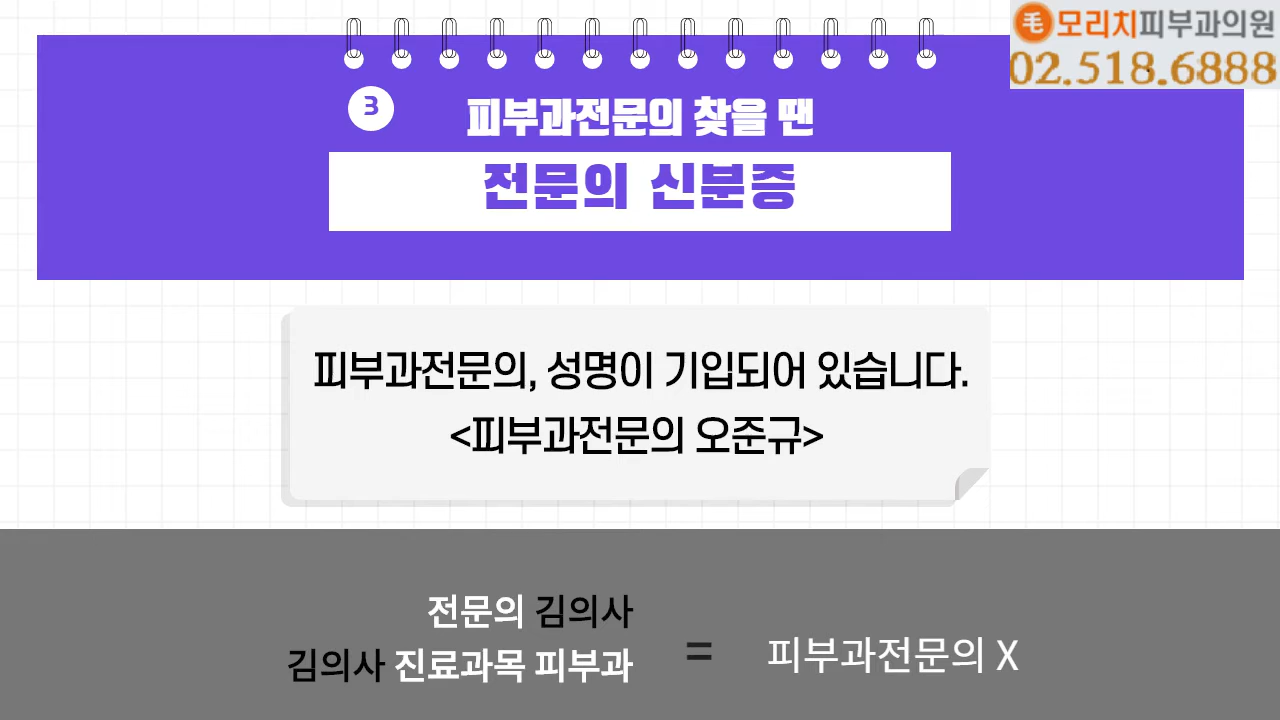 毛 모리치피부과의원
02.518.6888
3 피부과전문의 찾을 땐
전문의 신분증
피부과전문의, 성명이 기입되어 있습니다.
<피부과전문의 오준규>
전문의 김의사
김의사 진료과목 피부과
= 피부과전문의 X